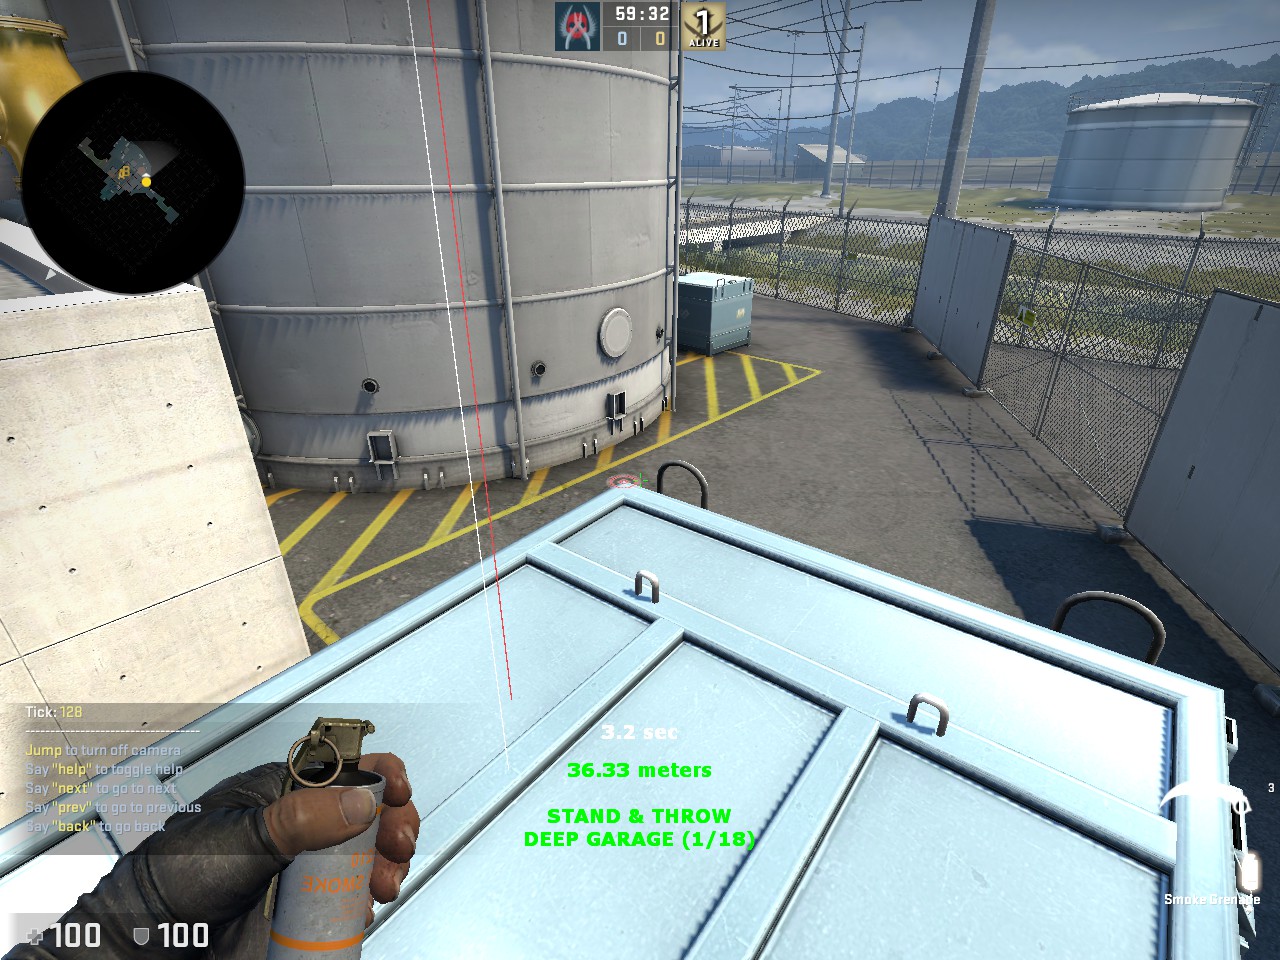 59:32
0 0
1
ALIVE
B
Tick: 128
Jump to turn off camera
Say "help" to toggle help
Say "next" to go to next
Say "prev" to go to previous
Say "back" to go back
3.2 sec
36.33 meters
STAND & THROW
DEEP GARAGE (1/18)
3
SMOKE
Smoke Grenade
100 100